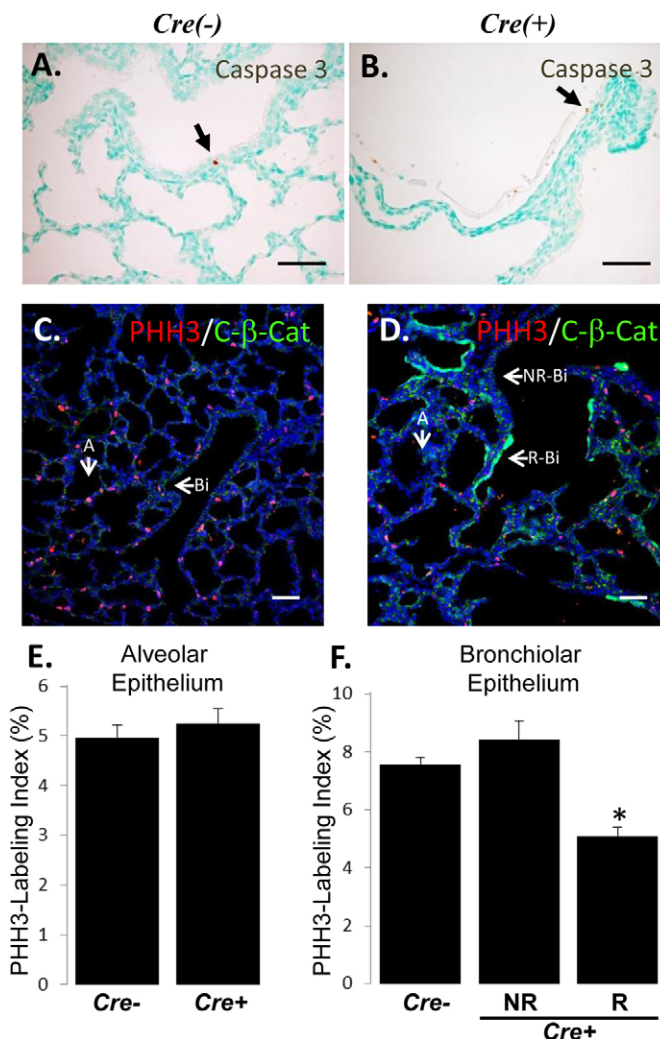 Cre(-) Cre(+)
A. Caspase 3
B. Caspase 3
C. PHH3/C-β-Cat
A
Bi
D. PHH3/C-β-Cat
NR-Bi
A
R-Bi
E. Alveolar
Epithelium
PHH3-Labeling Index (%)
6
5
4
3
2
1
0
Cre- Cre+
F. Bronchiolar
Epithelium
PHH3-Labeling Index (%)
10
8
6
4
2
0
*
Cre- NR R
Cre+